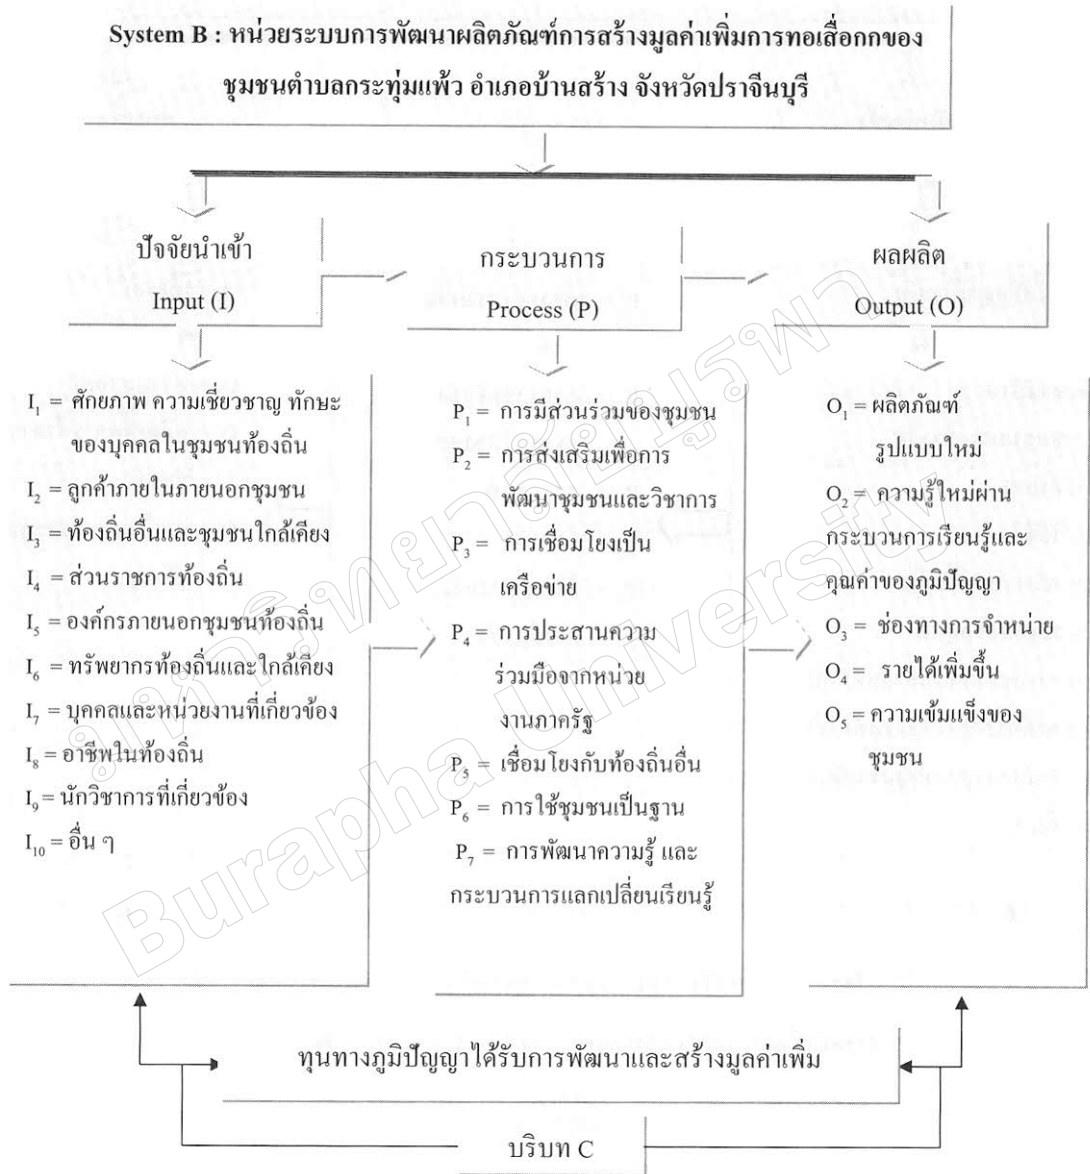 System B : หน่วยระบบการพัฒนาผลิตภัณฑ์การสร้างมูลค่าเพิ่มการทอเสื่อกกของ
ชุมชนตำบลกระทุ่มแพ้ว อำเภอบ้านสร้าง จังหวัดปราจีนบุรี
ปัจจัยนำเข้า
Input (I)
กระบวนการ
Process (P)
ผลผลิต
Output (O)
I₁ = ศักยภาพ ความเชี่ยวชาญ ทักษะ
ของบุคคลในชุมชนท้องถิ่น
I₂ = ลูกค้าภายในภายนอกชุมชน
I₃ = ท้องถิ่นอื่นและชุมชนใกล้เคียง
I₄ = ส่วนราชการท้องถิ่น
I₅ = องค์กรภายนอกชุมชนท้องถิ่น
I₆ = ทรัพยากรท้องถิ่นและใกล้เคียง
I₇ = บุคคลและหน่วยงานที่เกี่ยวข้อง
I₈ = อาชีพในท้องถิ่น
I₉ = นักวิชาการที่เกี่ยวข้อง
I₁₀ = อื่น ๆ
P₁ = การมีส่วนร่วมของชุมชน
P₂ = การส่งเสริมเพื่อการ
พัฒนาชุมชนและวิชาการ
P₃ = การเชื่อมโยงเป็น
เครือข่าย
P₄ = การประสานความ
ร่วมมือจากหน่วย
งานภาครัฐ
P₅ = เชื่อมโยงกับท้องถิ่นอื่น
P₆ = การใช้ชุมชนเป็นฐาน
P₇ = การพัฒนาความรู้ และ
กระบวนการแลกเปลี่ยนเรียนรู้
O₁ = ผลิตภัณฑ์
รูปแบบใหม่
O₂ = ความรู้ใหม่ผ่าน
กระบวนการเรียนรู้และ
คุณค่าของภูมิปัญญา
O₃ = ช่องทางการจำหน่าย
O₄ = รายได้เพิ่มขึ้น
O₅ = ความเข้มแข็งของ
ชุมชน
ทุนทางภูมิปัญญาได้รับการพัฒนาและสร้างมูลค่าเพิ่ม
บริบท C
มหาวิทยาลัยบูรพา
Burapha University